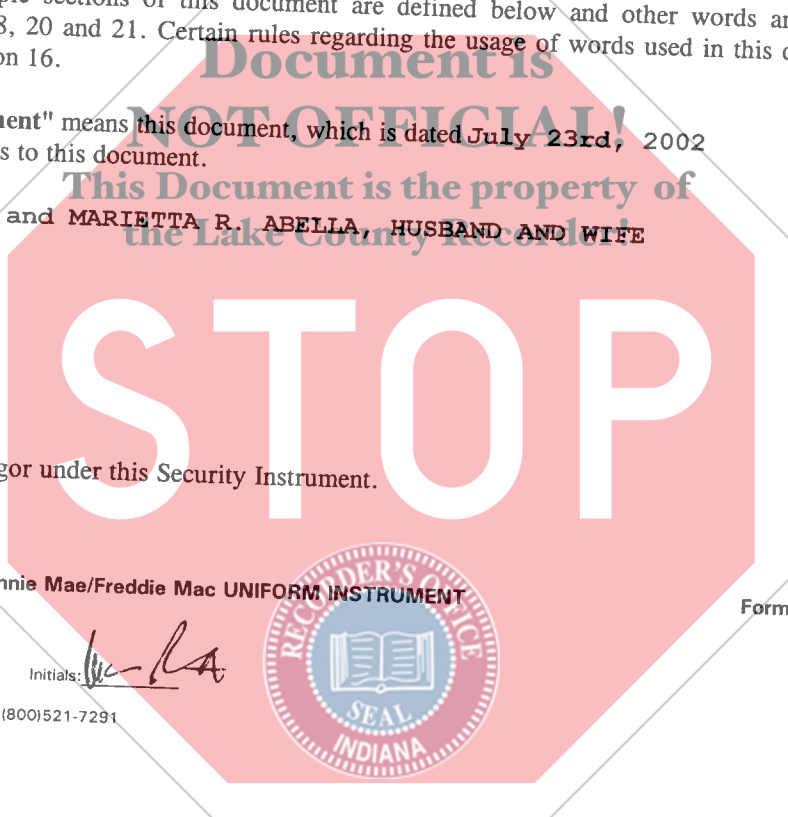 sections of this document are defined below and other words
8, 20 and 21. Certain rules regarding the usage of words used in this
on 16.
Document is
NOT OFFICIAL!
ment" means this document, which is dated July 23rd, 2002
s to this document.
This Document is the property of
the Lake County Recorder!
and MARIETTA R. ABELLA, HUSBAND AND WIFE
STOP
gor under this Security Instrument.
nnie Mae/Freddie Mac UNIFORM INSTRUMENT
Form
RECORDER'S OFFICE
SEAL
INDIANA
Initials:
(800)521-7291